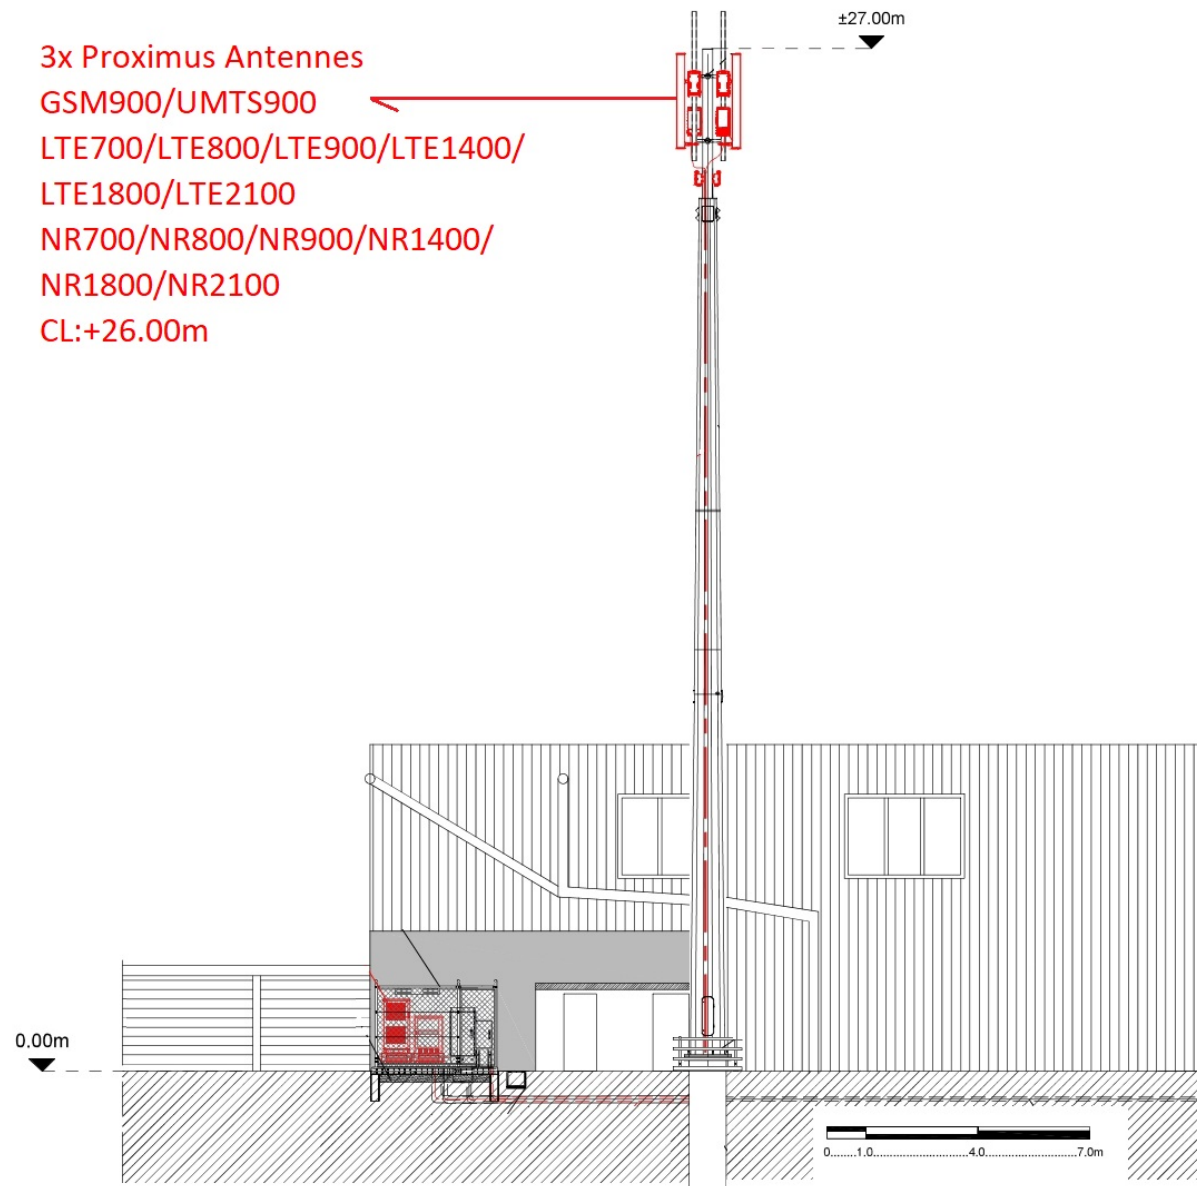 ±27.00m
3x Proximus Antennes
GSM900/UMTS900
LTE700/LTE800/LTE900/LTE1400/
LTE1800/LTE2100
NR700/NR800/NR900/NR1400/
NR1800/NR2100
CL:+26.00m
0.00m
0........1.0.........................4.0.........................7.0m